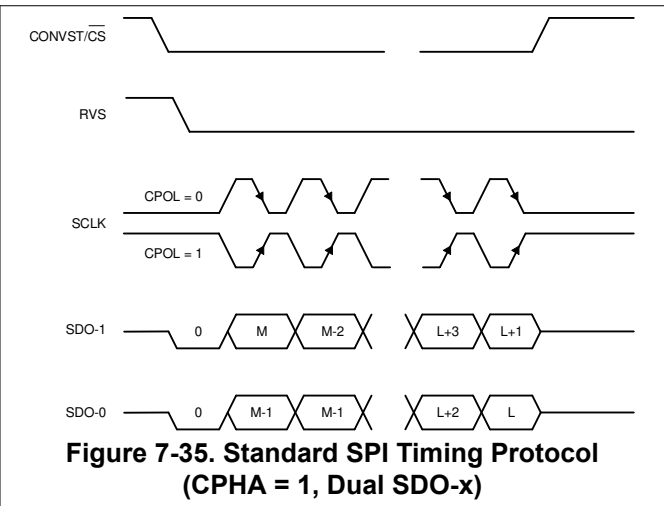 CONVST/CS
RVS
CPOL = 0
SCLK
CPOL = 1
SDO-1 0 M M-2 L+3 L+1
SDO-0 0 M-1 M-1 L+2 L
Figure 7-35. Standard SPI Timing Protocol
(CPHA = 1, Dual SDO-x)